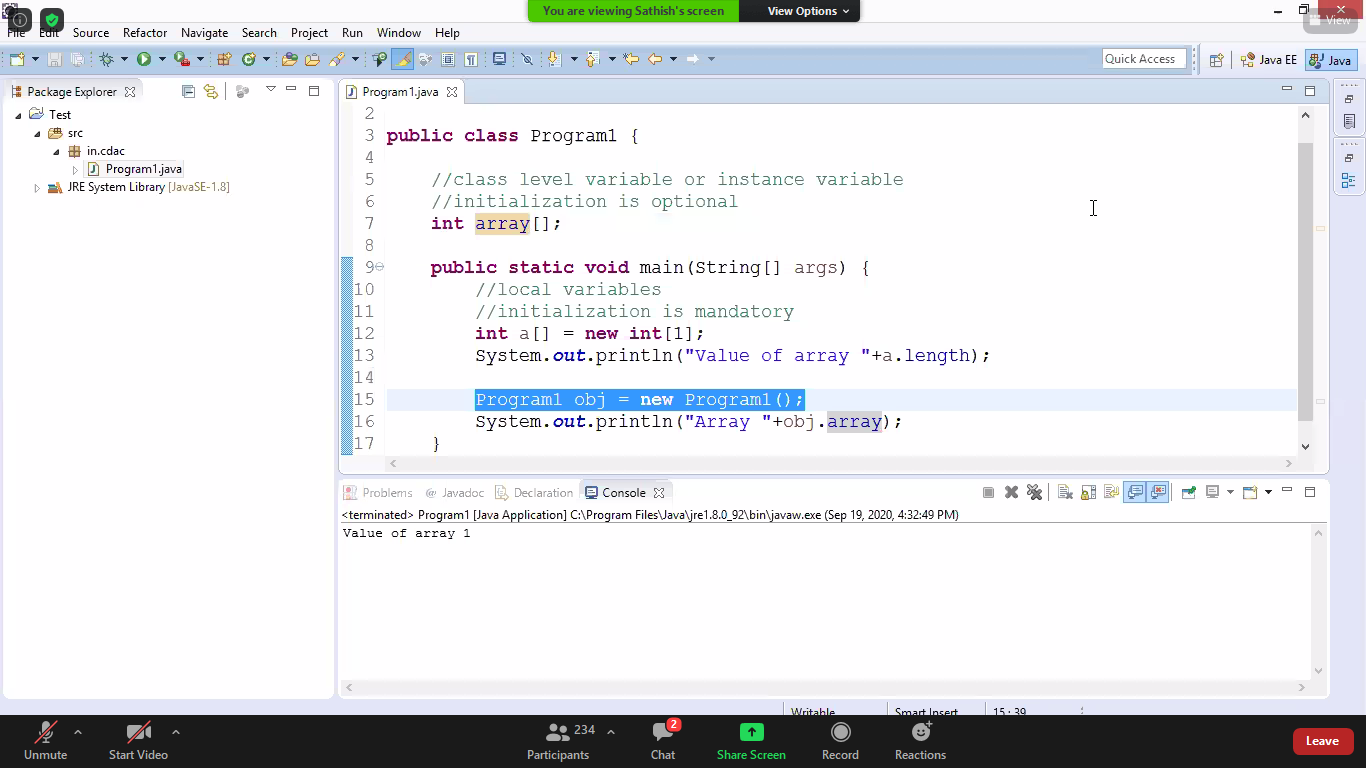 You are viewing Sathish's screen
View Options
View
File Edit Source Refactor Navigate Search Project Run Window Help
Quick Access
Java EE
Java
Package Explorer
Program1.java
Test
src
in.cdac
Program1.java
JRE System Library [JavaSE-1.8]
2
3 public class Program1 {
4
5 //class level variable or instance variable
6 //initialization is optional
7 int array[];
8
9 public static void main(String[] args) {
10 //local variables
11 //initialization is mandatory
12 int a[] = new int[1];
13 System.out.println("Value of array "+a.length);
14
15 Program1 obj = new Program1();
16 System.out.println("Array "+obj.array);
17 }
Problems @ Javadoc Declaration Console
<terminated> Program1 [Java Application] C:\Program Files\Java\jre1.8.0_92\bin\javaw.exe (Sep 19, 2020, 4:32:49 PM)
Value of array 1
Writable Smart Insert 15 : 39
234
2
Unmute Start Video Participants Chat Share Screen Record Reactions Leave